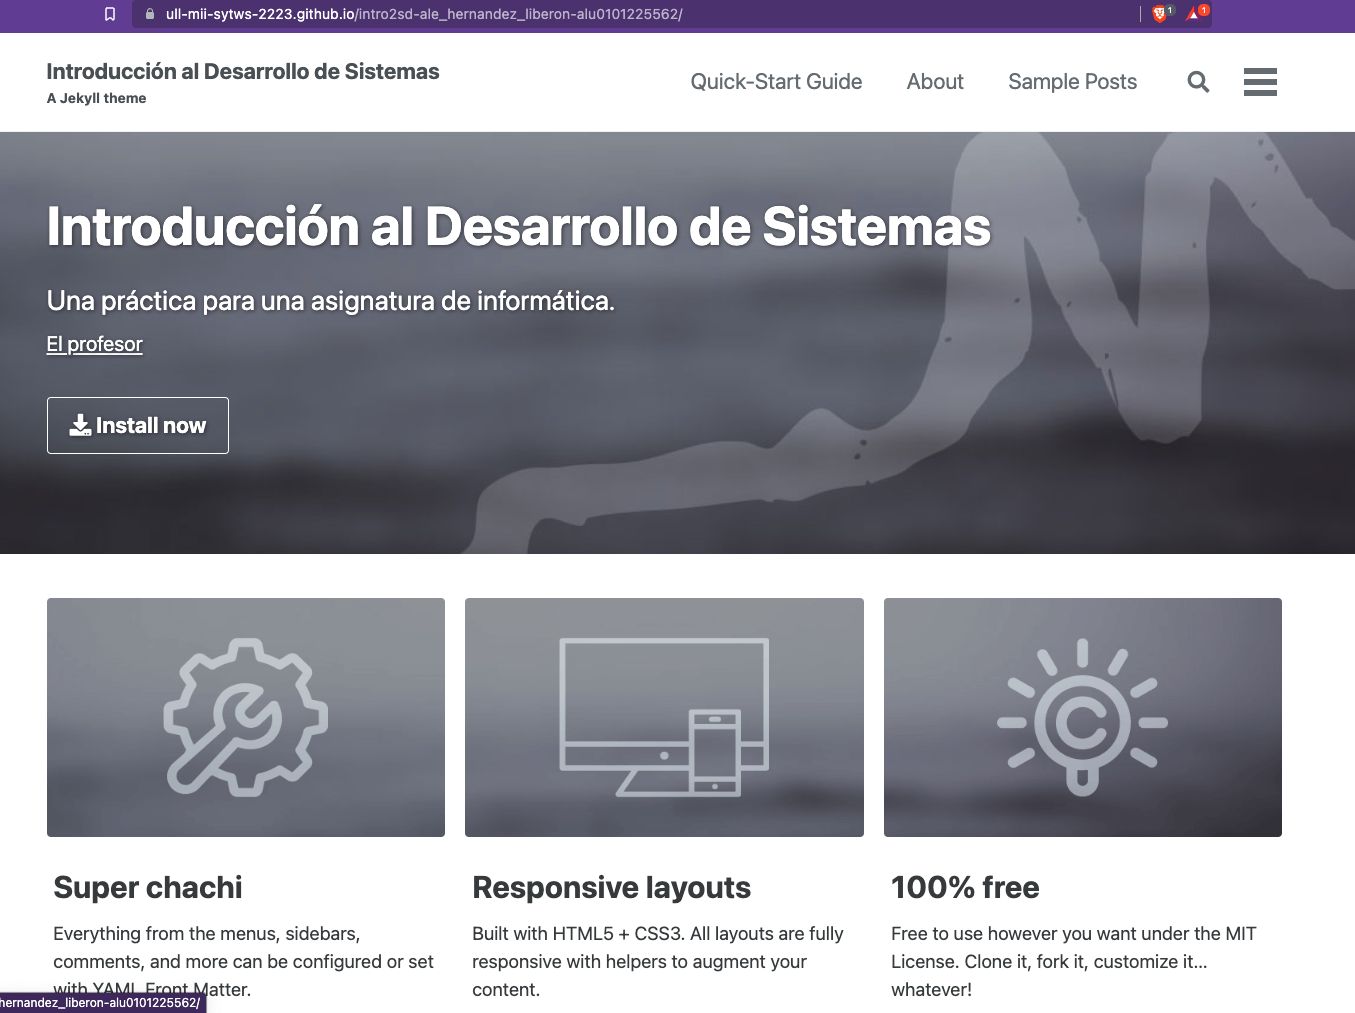 ull-mii-sytws-2223.github.io/intro2sd-ale_hernandez_liberon-alu0101225562/
1
1
Introducción al Desarrollo de Sistemas
A Jekyll theme
Quick-Start Guide
About
Sample Posts
Introducción al Desarrollo de Sistemas
Una práctica para una asignatura de informática.
El profesor
Install now
Super chachi
Everything from the menus, sidebars,
comments, and more can be configured or set
with YAML Front Matter.
Responsive layouts
Built with HTML5 + CSS3. All layouts are fully
responsive with helpers to augment your
content.
100% free
Free to use however you want under the MIT
License. Clone it, fork it, customize it...
whatever!
hernandez_liberon-alu0101225562/